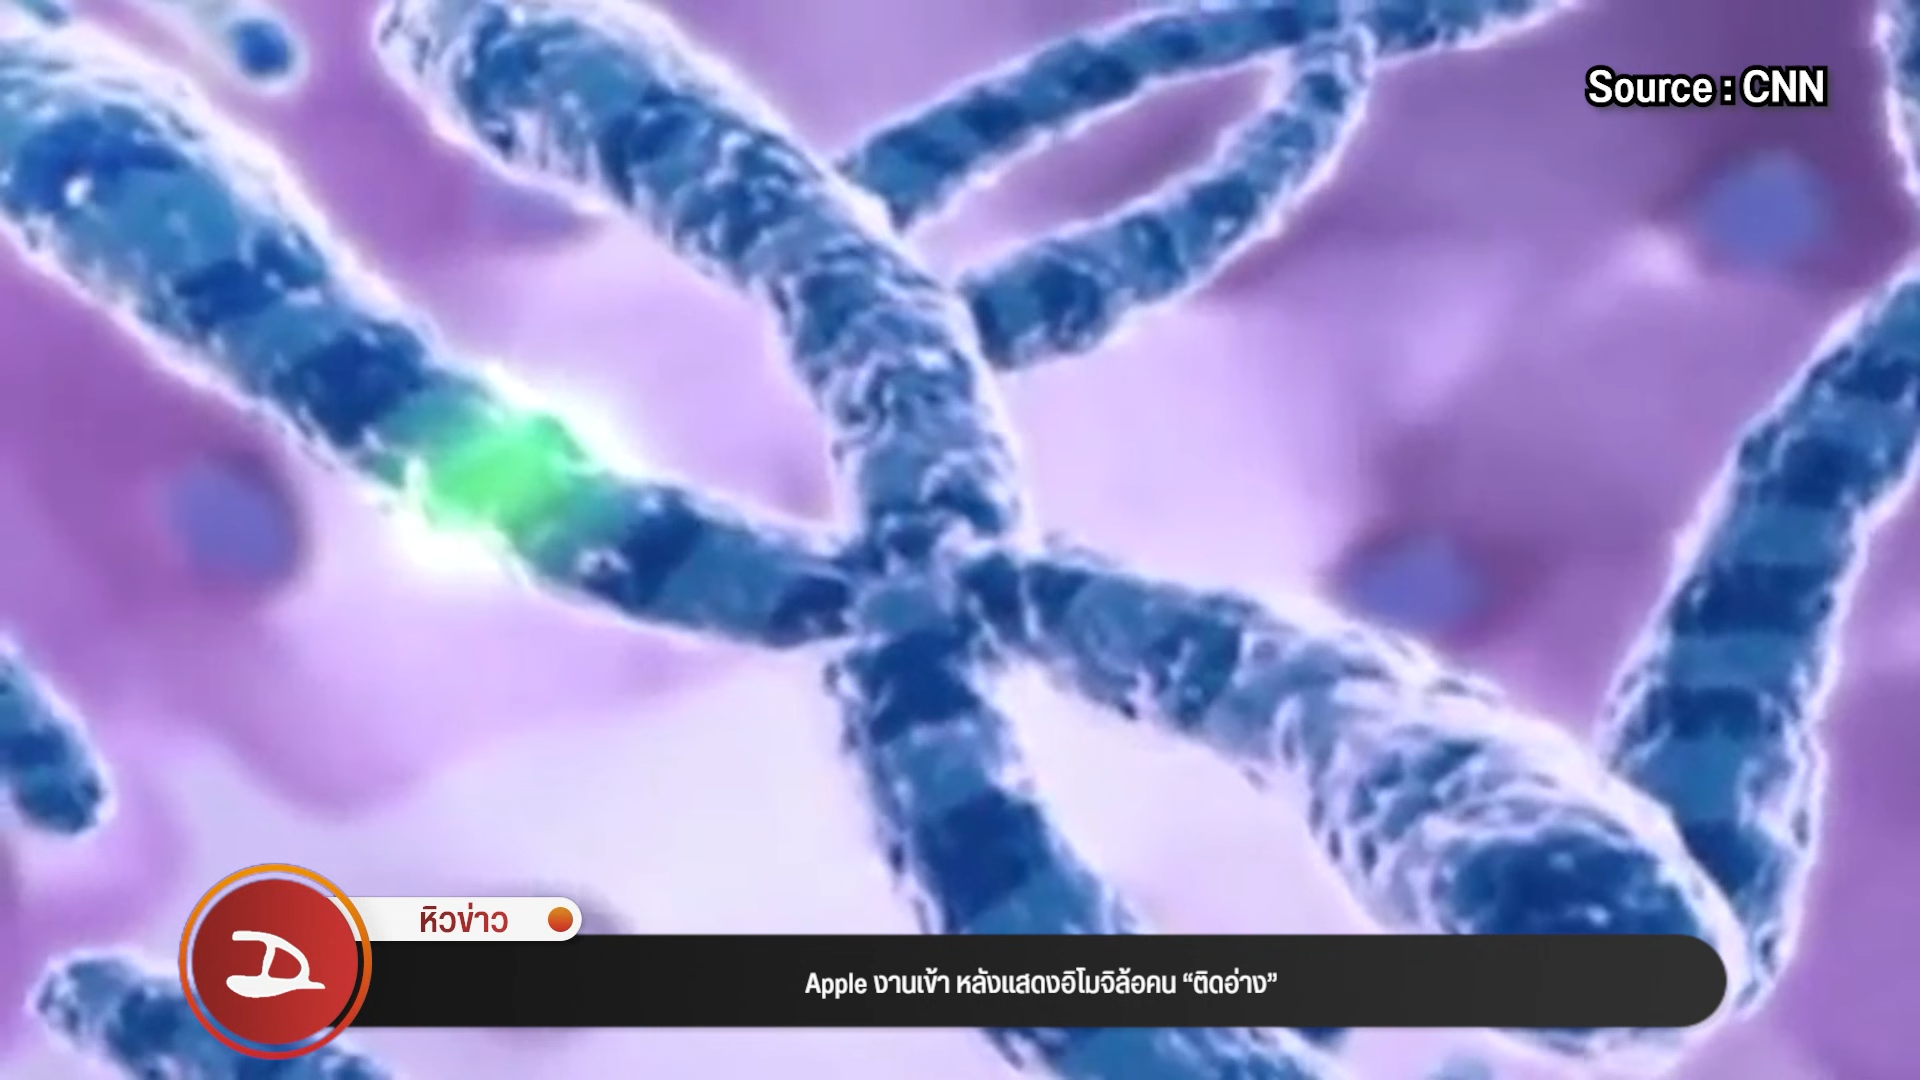 Source : CNN
หิวข่าว
Apple งานเข้า หลังแสดงอิโมจิล้อคน “ติดอ่าง”